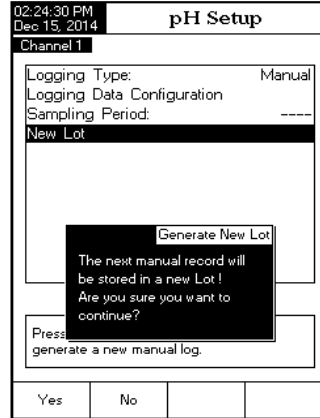 02:24:30 PM
Dec 15, 2014
pH Setup
Channel 1
Logging Type: Manual
Logging Data Configuration
Sampling Period: ----
New Lot
Generate New Lot
The next manual record will
be stored in a new Lot !
Are you sure you want to
continue?
Press
generate a new manual log.
Yes No